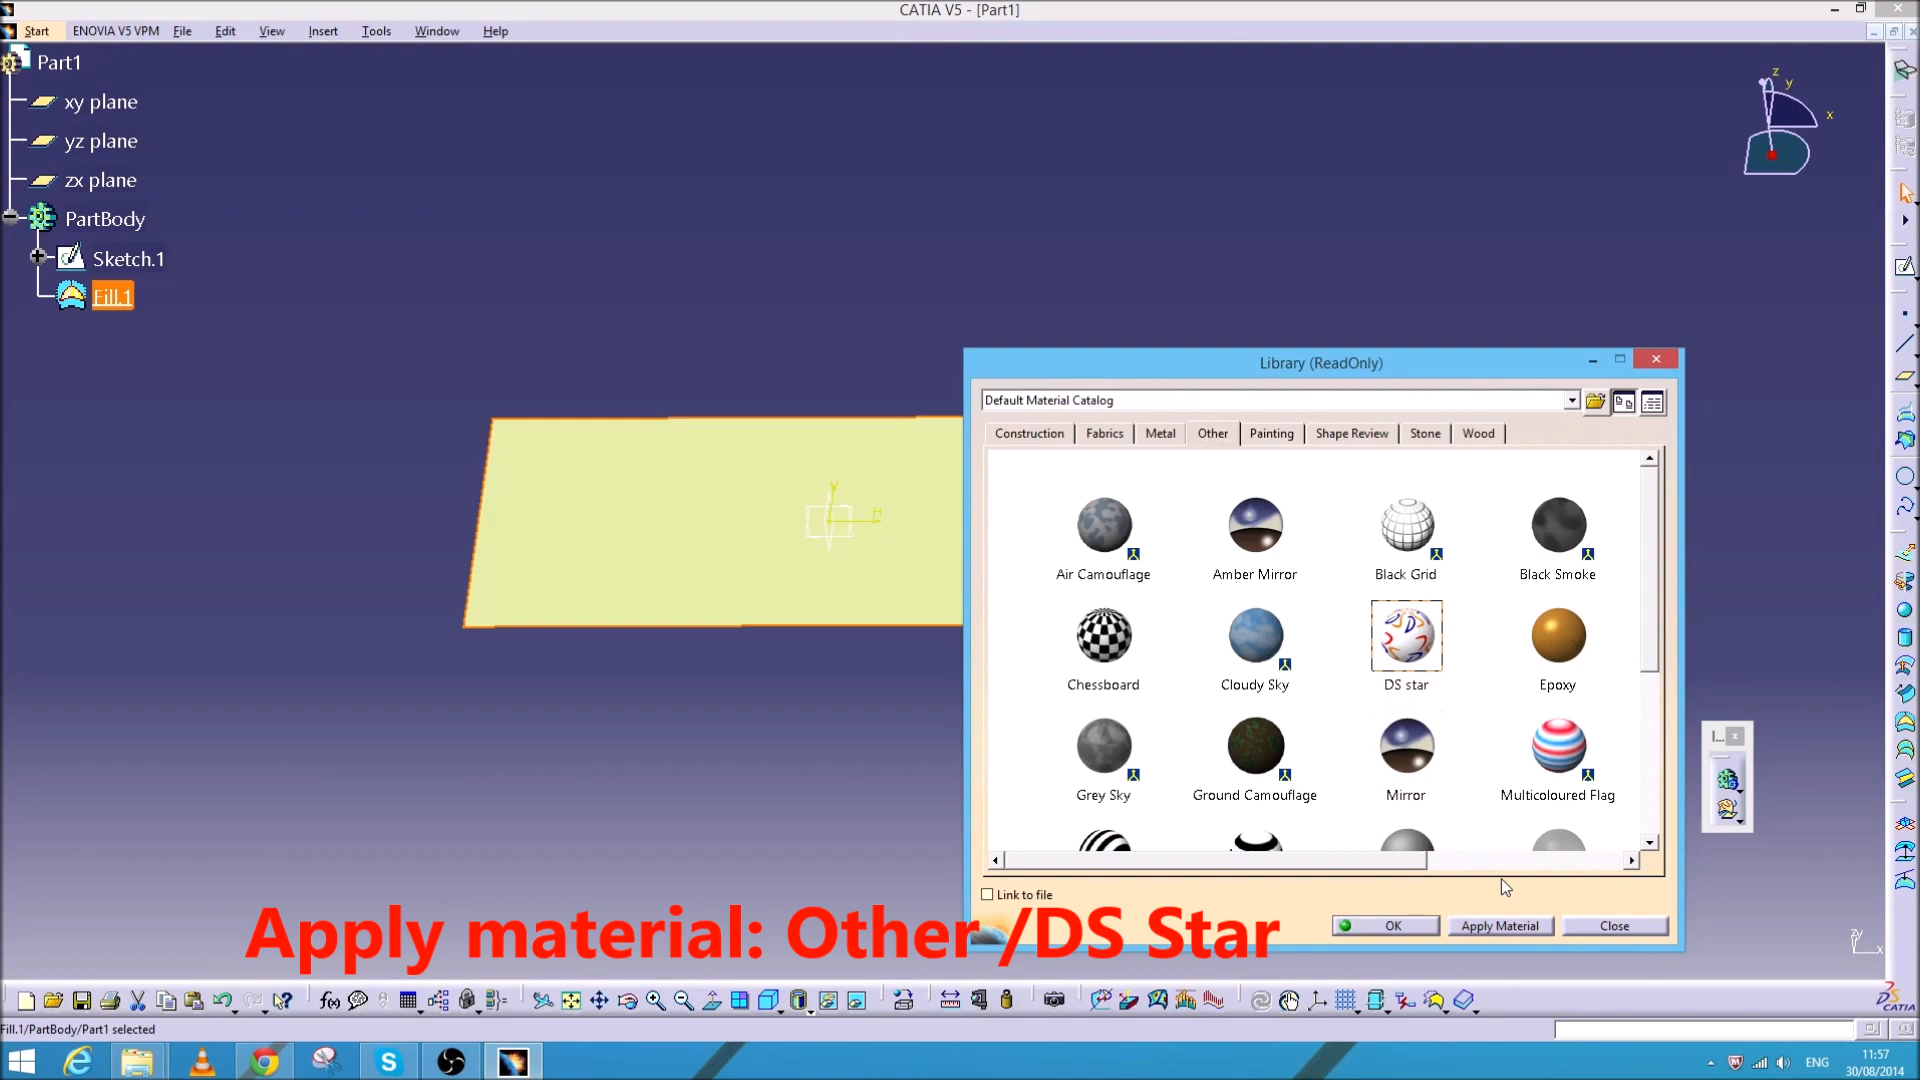 CATIA V5 - [Part1]
Start
ENOVIA V5 VPM
File
Edit
View
Insert
Tools
Window
Help
Part1
xy plane
yz plane
zx plane
PartBody
Sketch.1
Fill.1
z
y
x
V
H
Library (ReadOnly)
Default Material Catalog
Construction
Fabrics
Metal
Other
Painting
Shape Review
Stone
Wood
Air Camouflage
Amber Mirror
Black Grid
Black Smoke
Chessboard
Cloudy Sky
DS star
Epoxy
Grey Sky
Ground Camouflage
Mirror
Multicoloured Flag
Link to file
OK
Apply Material
Close
I...
Apply material: Other /DS Star
CATIA
Fill.1/PartBody/Part1 selected
ENG
11:57
30/08/2014